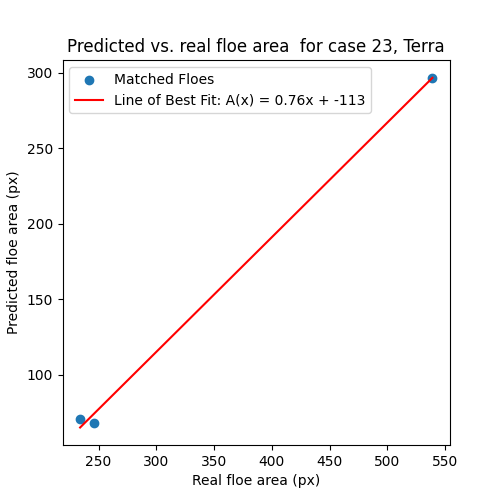 Predicted vs. real floe area  for case 23, Terra
Matched Floes
Line of Best Fit: A(x) = 0.76x + -113
300
250
200
150
100
Predicted floe area (px)
250
300
350
400
450
500
550
Real floe area (px)